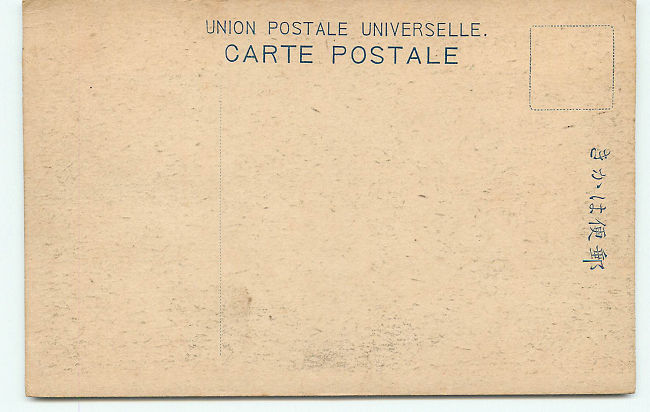 UNION POSTALE UNIVERSELLE.
CARTE POSTALE
郵便はかき